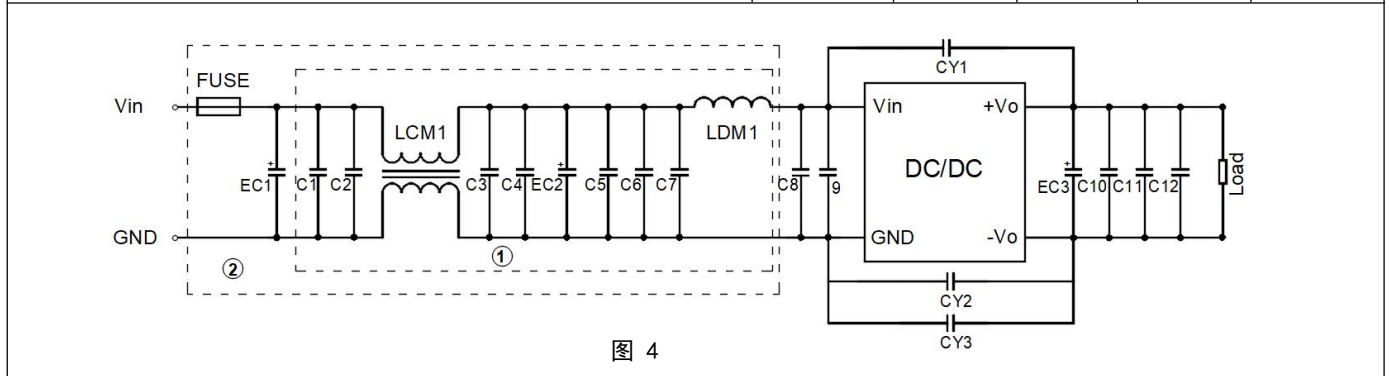 CY1
FUSE
Vin
LCM1
LDM1
Vin
+Vo
DC/DC
+
EC1
C1
C2
C3
C4
+
EC2
C5
C6
C7
C8
9
+
EC3
C10
C11
C12
Load
GND
GND
-Vo
②
①
CY2
CY3
图 4